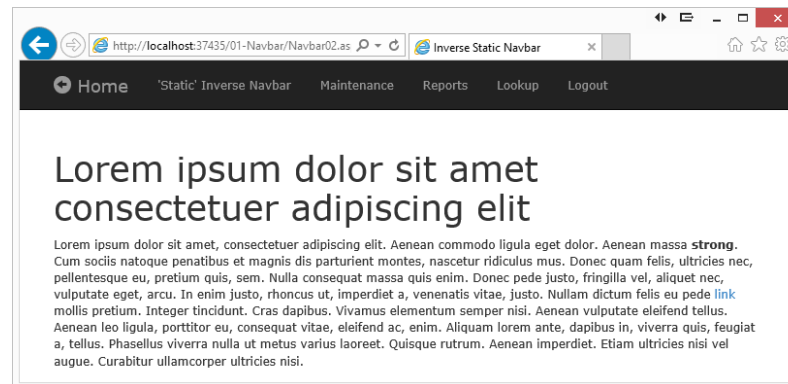 http://localhost:37435/01-Navbar/Navbar02.as
Inverse Static Navbar
Home 'Static' Inverse Navbar Maintenance Reports Lookup Logout
Lorem ipsum dolor sit amet
consectetuer adipiscing elit
Lorem ipsum dolor sit amet, consectetuer adipiscing elit. Aenean commodo ligula eget dolor. Aenean massa strong.
Cum sociis natoque penatibus et magnis dis parturient montes, nascetur ridiculus mus. Donec quam felis, ultricies nec,
pellentesque eu, pretium quis, sem. Nulla consequat massa quis enim. Donec pede justo, fringilla vel, aliquet nec,
vulputate eget, arcu. In enim justo, rhoncus ut, imperdiet a, venenatis vitae, justo. Nullam dictum felis eu pede link
mollis pretium. Integer tincidunt. Cras dapibus. Vivamus elementum semper nisi. Aenean vulputate eleifend tellus.
Aenean leo ligula, porttitor eu, consequat vitae, eleifend ac, enim. Aliquam lorem ante, dapibus in, viverra quis, feugiat
a, tellus. Phasellus viverra nulla ut metus varius laoreet. Quisque rutrum. Aenean imperdiet. Etiam ultricies nisi vel
augue. Curabitur ullamcorper ultricies nisi.